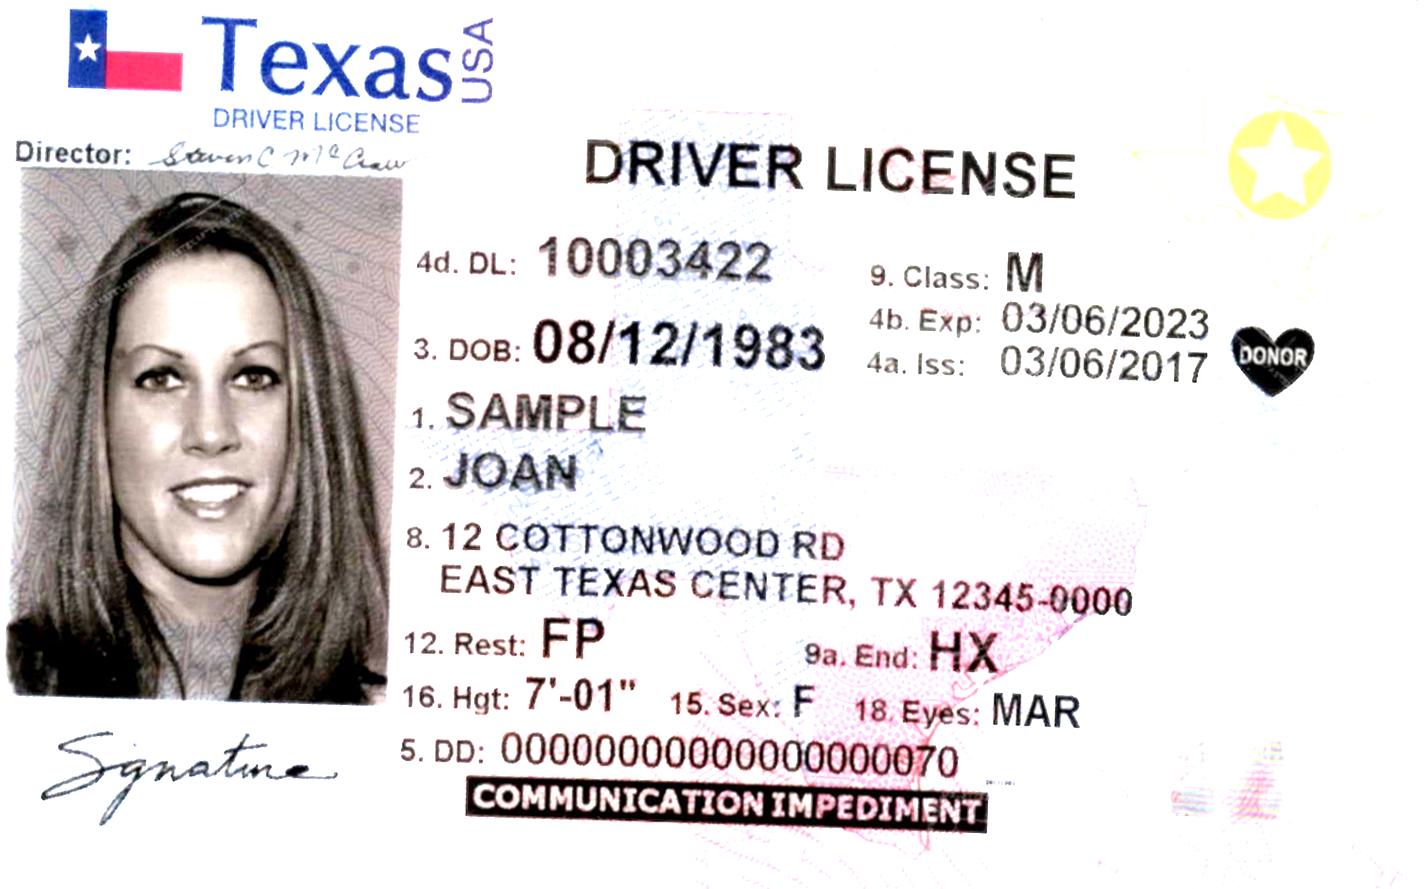 Texas USA
DRIVER LICENSE
Director: Steven C McCraw
DRIVER LICENSE
4d. DL: 10003422
9. Class: M
4b. Exp: 03/06/2023
3. DOB: 08/12/1983
4a. Iss: 03/06/2017
DONOR
1. SAMPLE
2. JOAN
8. 12 COTTONWOOD RD
EAST TEXAS CENTER, TX 12345-0000
12. Rest: FP
9a. End: HX
16. Hgt: 7'-01" 15. Sex: F 18. Eyes: MAR
5. DD: 00000000000000000070
COMMUNICATION IMPEDIMENT
Signature